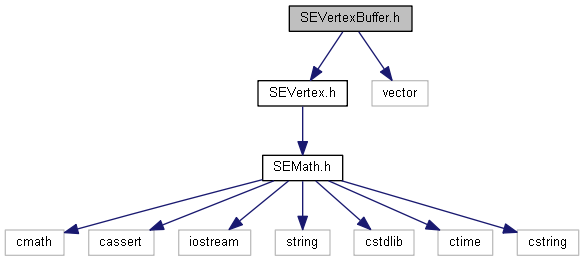 SEVertexBuffer.h
SEVertex.h
vector
SEMath.h
cmath
cassert
iostream
string
cstdlib
ctime
cstring